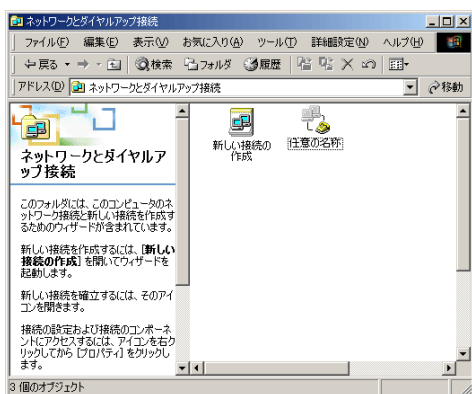 ネットワークとダイヤルアップ接続
ファイル(F) 編集(E) 表示(V) お気に入り(A) ツール(T) 詳細設定(N) ヘルプ(H)
戻る 検索 フォルダ 履歴
アドレス(D) ネットワークとダイヤルアップ接続 移動
ネットワークとダイヤルア
ップ接続
このフォルダには、このコンピュータのネ
ットワーク接続と新しい接続を作成す
るためのウィザードが含まれています。
新しい接続を作成するには、[新しい
接続の作成] を開いてウィザードを
起動します。
新しい接続を確立するには、そのアイ
コンを開きます。
接続の設定および接続のコンポーネ
ントにアクセスするには、アイコンを右ク
リックしてから [プロパティ] をクリックし
ます。
新しい接続の
作成
任意の名称
3 個のオブジェクト